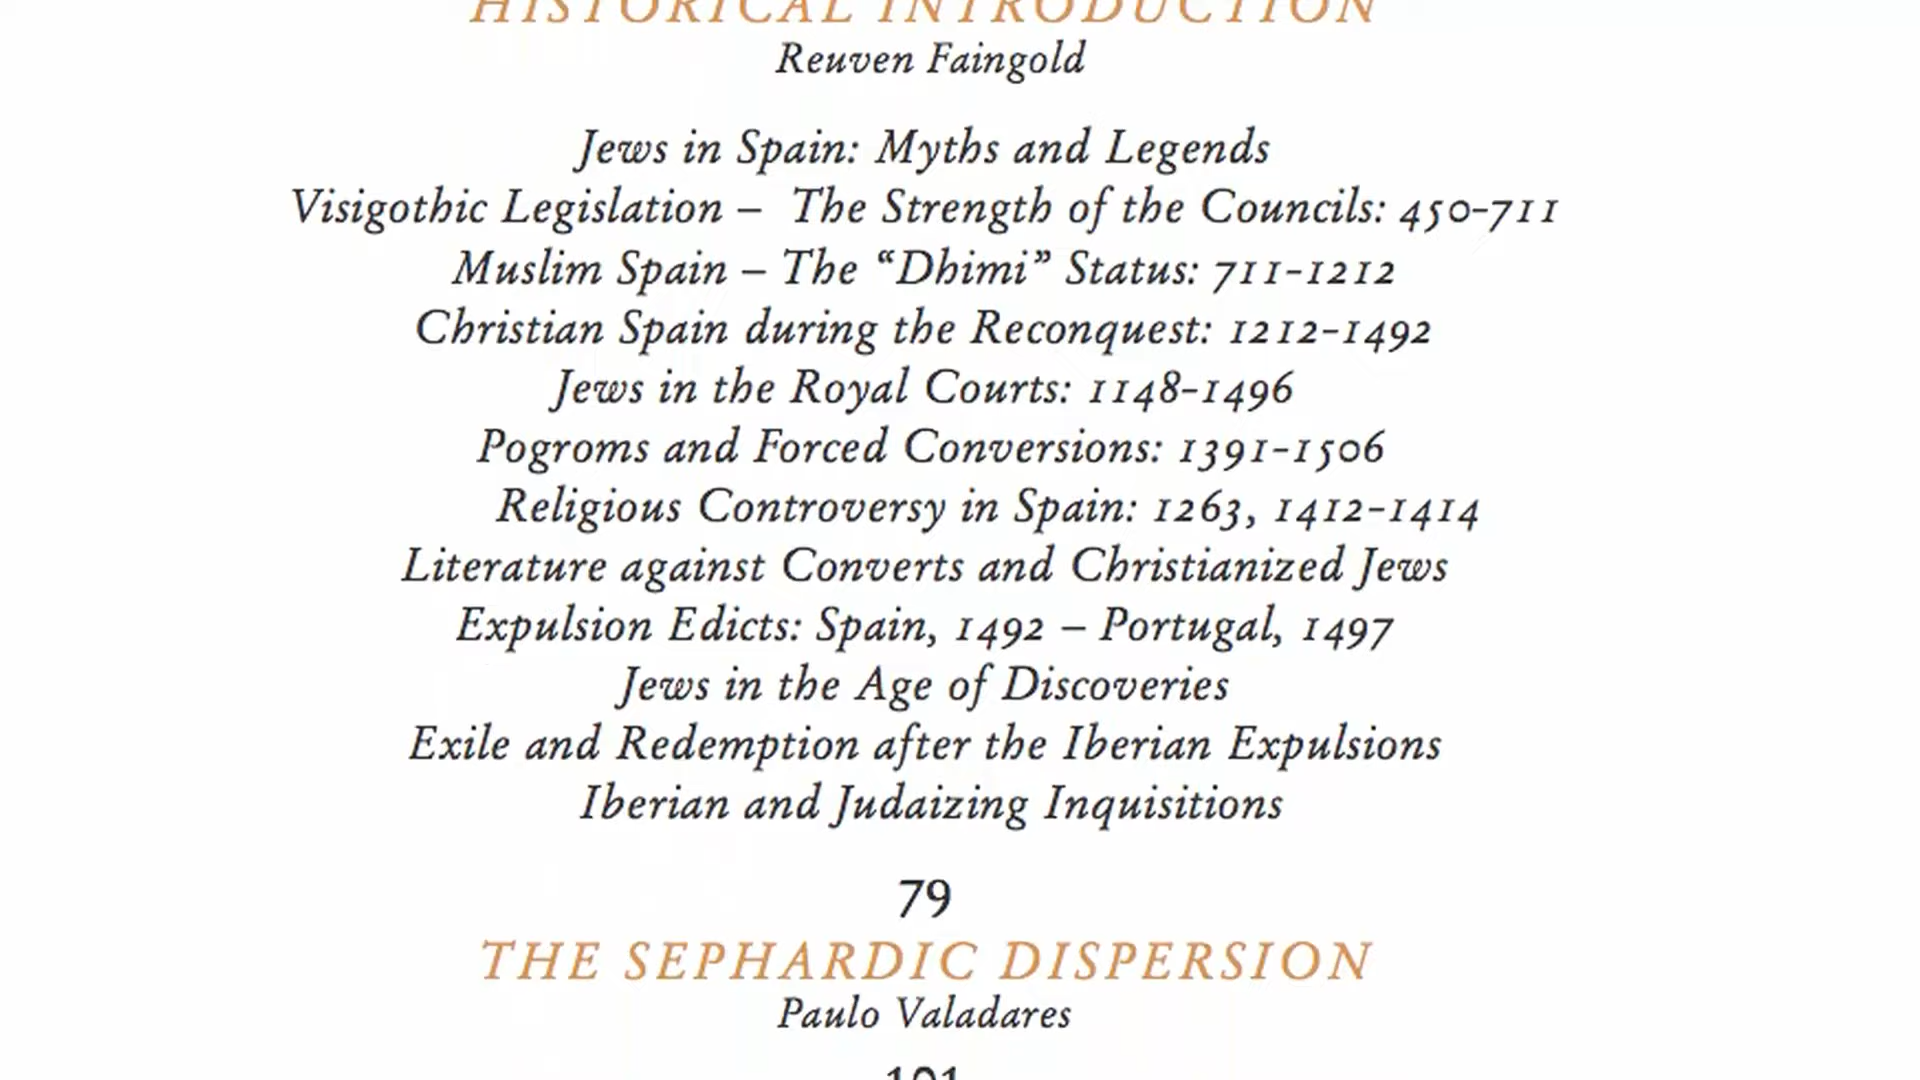 HISTORICAL INTRODUCTION
Reuven Faingold
Jews in Spain: Myths and Legends
Visigothic Legislation – The Strength of the Councils: 450-711
Muslim Spain – The “Dhimi” Status: 711-1212
Christian Spain during the Reconquest: 1212-1492
Jews in the Royal Courts: 1148-1496
Pogroms and Forced Conversions: 1391-1506
Religious Controversy in Spain: 1263, 1412-1414
Literature against Converts and Christianized Jews
Expulsion Edicts: Spain, 1492 – Portugal, 1497
Jews in the Age of Discoveries
Exile and Redemption after the Iberian Expulsions
Iberian and Judaizing Inquisitions
79
THE SEPHARDIC DISPERSION
Paulo Valadares
101